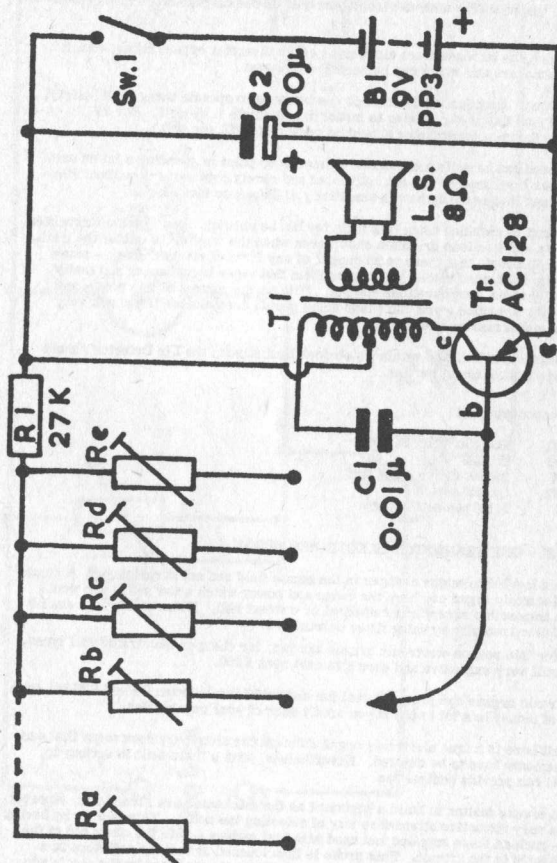 Ra
Rb
Rc
Rd
Re
R1
27K
C1
0.01µ
T1
c
b
e
Tr.1
AC128
L.S.
8Ω
C2
100µ
+
Sw.1
B1
9V
PP3
+